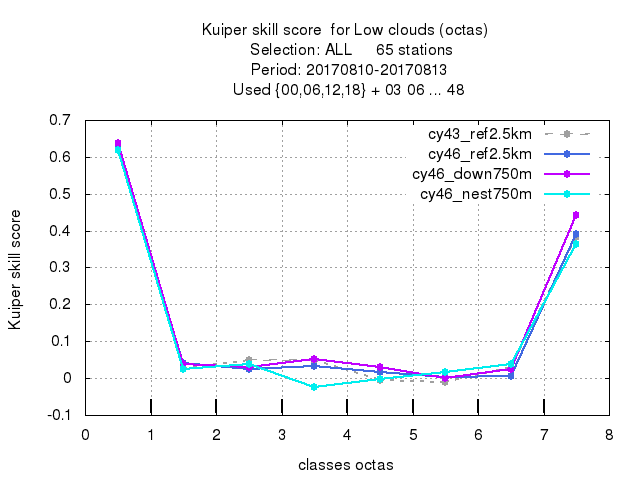 Kuiper skill score  for Low clouds (octas)
Selection: ALL     65 stations
Period: 20170810-20170813
Used {00,06,12,18} + 03 06 ... 48
cy43_ref2.5km
cy46_ref2.5km
cy46_down750m
cy46_nest750m
Kuiper skill score
0.7
0.6
0.5
0.4
0.3
0.2
0.1
0
-0.1
0 1 2 3 4 5 6 7 8
classes octas